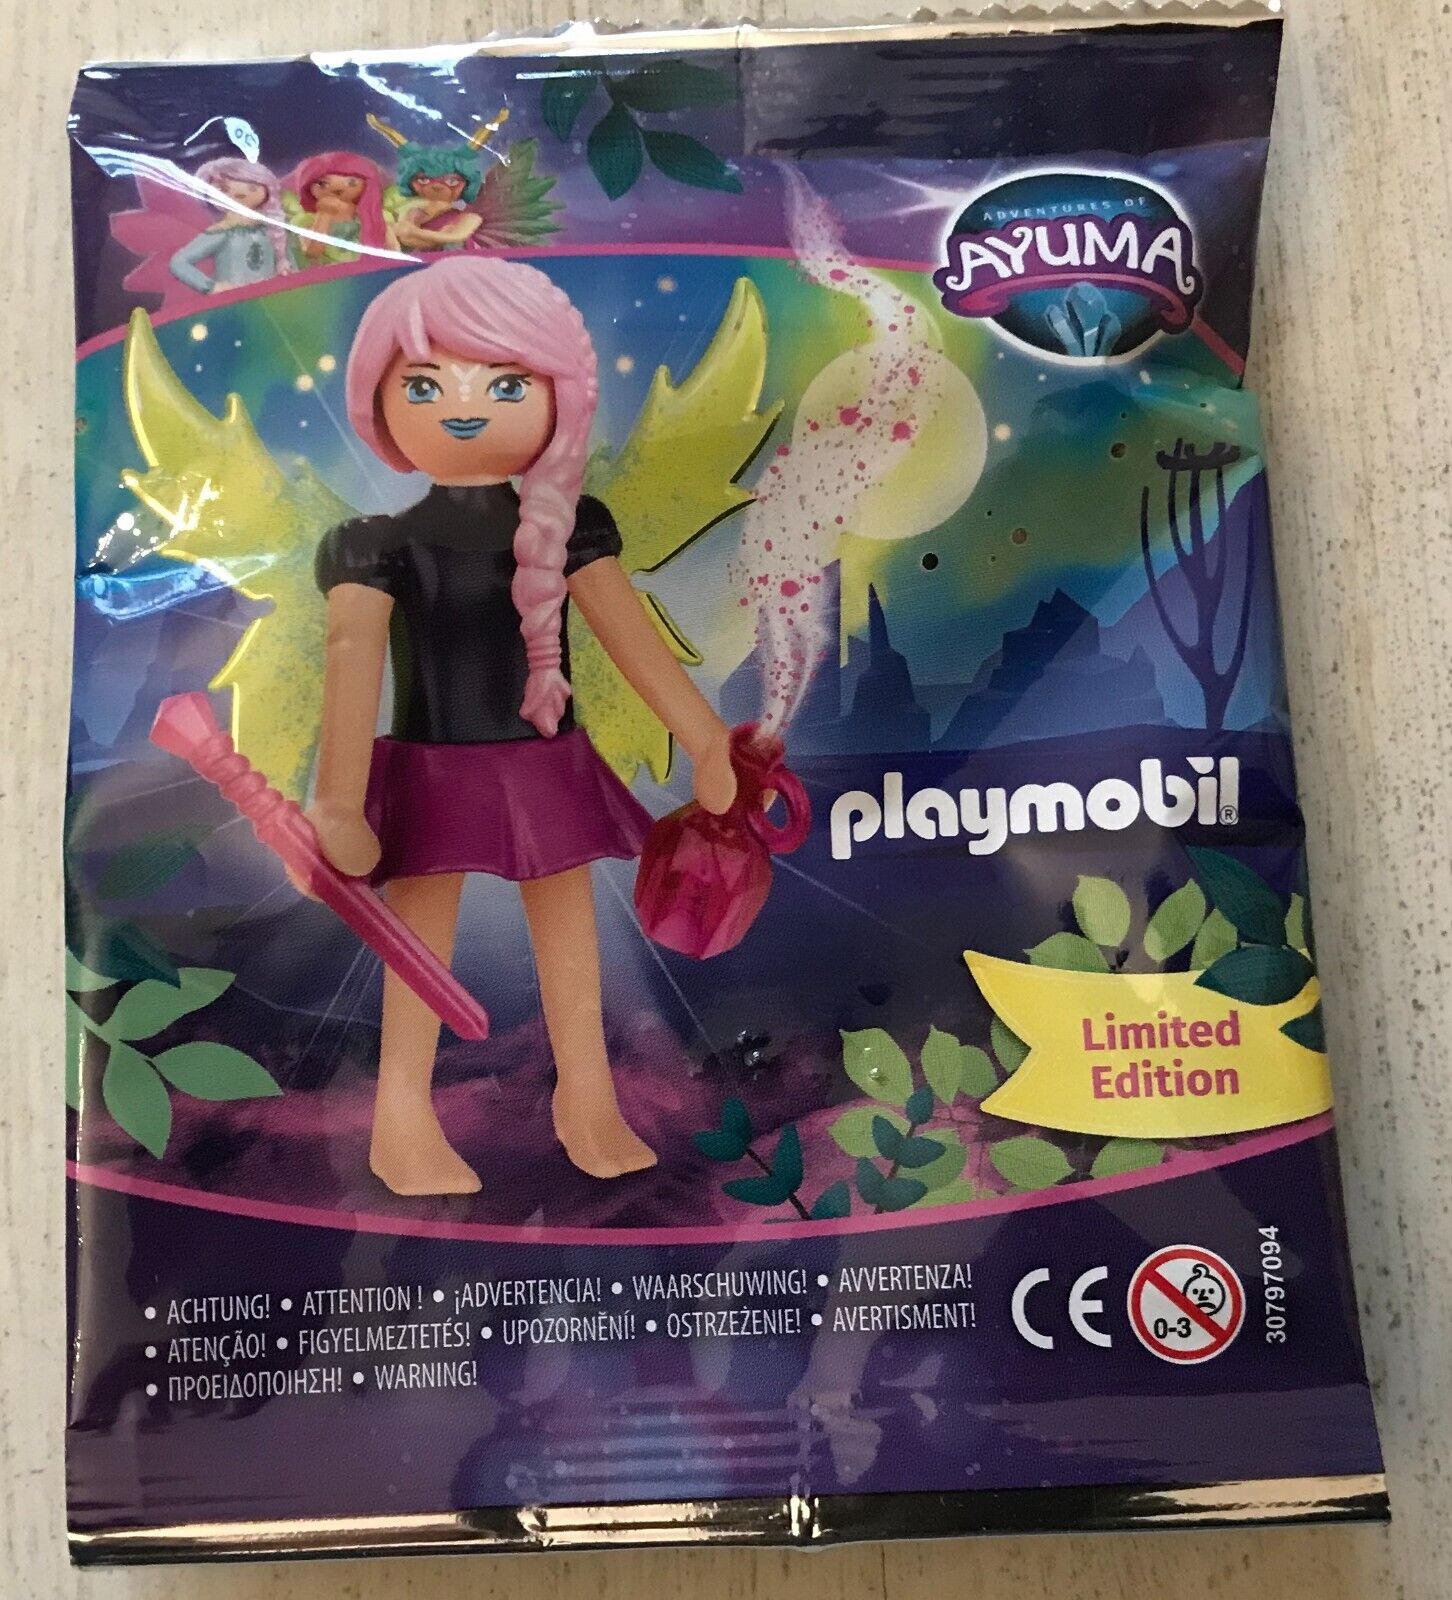 ADVENTURES OF
AYUMA
playmobil®
Limited
Edition
• ACHTUNG! • ATTENTION ! • ¡ADVERTENCIA! • WAARSCHUWING! • AVVERTENZA!
• ATENÇÃO! • FIGYELMEZTETÉS! • UPOZORNĚNÍ! • OSTRZEŻENIE! • AVERTISMENT!
• ΠΡΟΕΙΔΟΠΟΙΗΣΗ! • WARNING!
CE
0-3
30797094